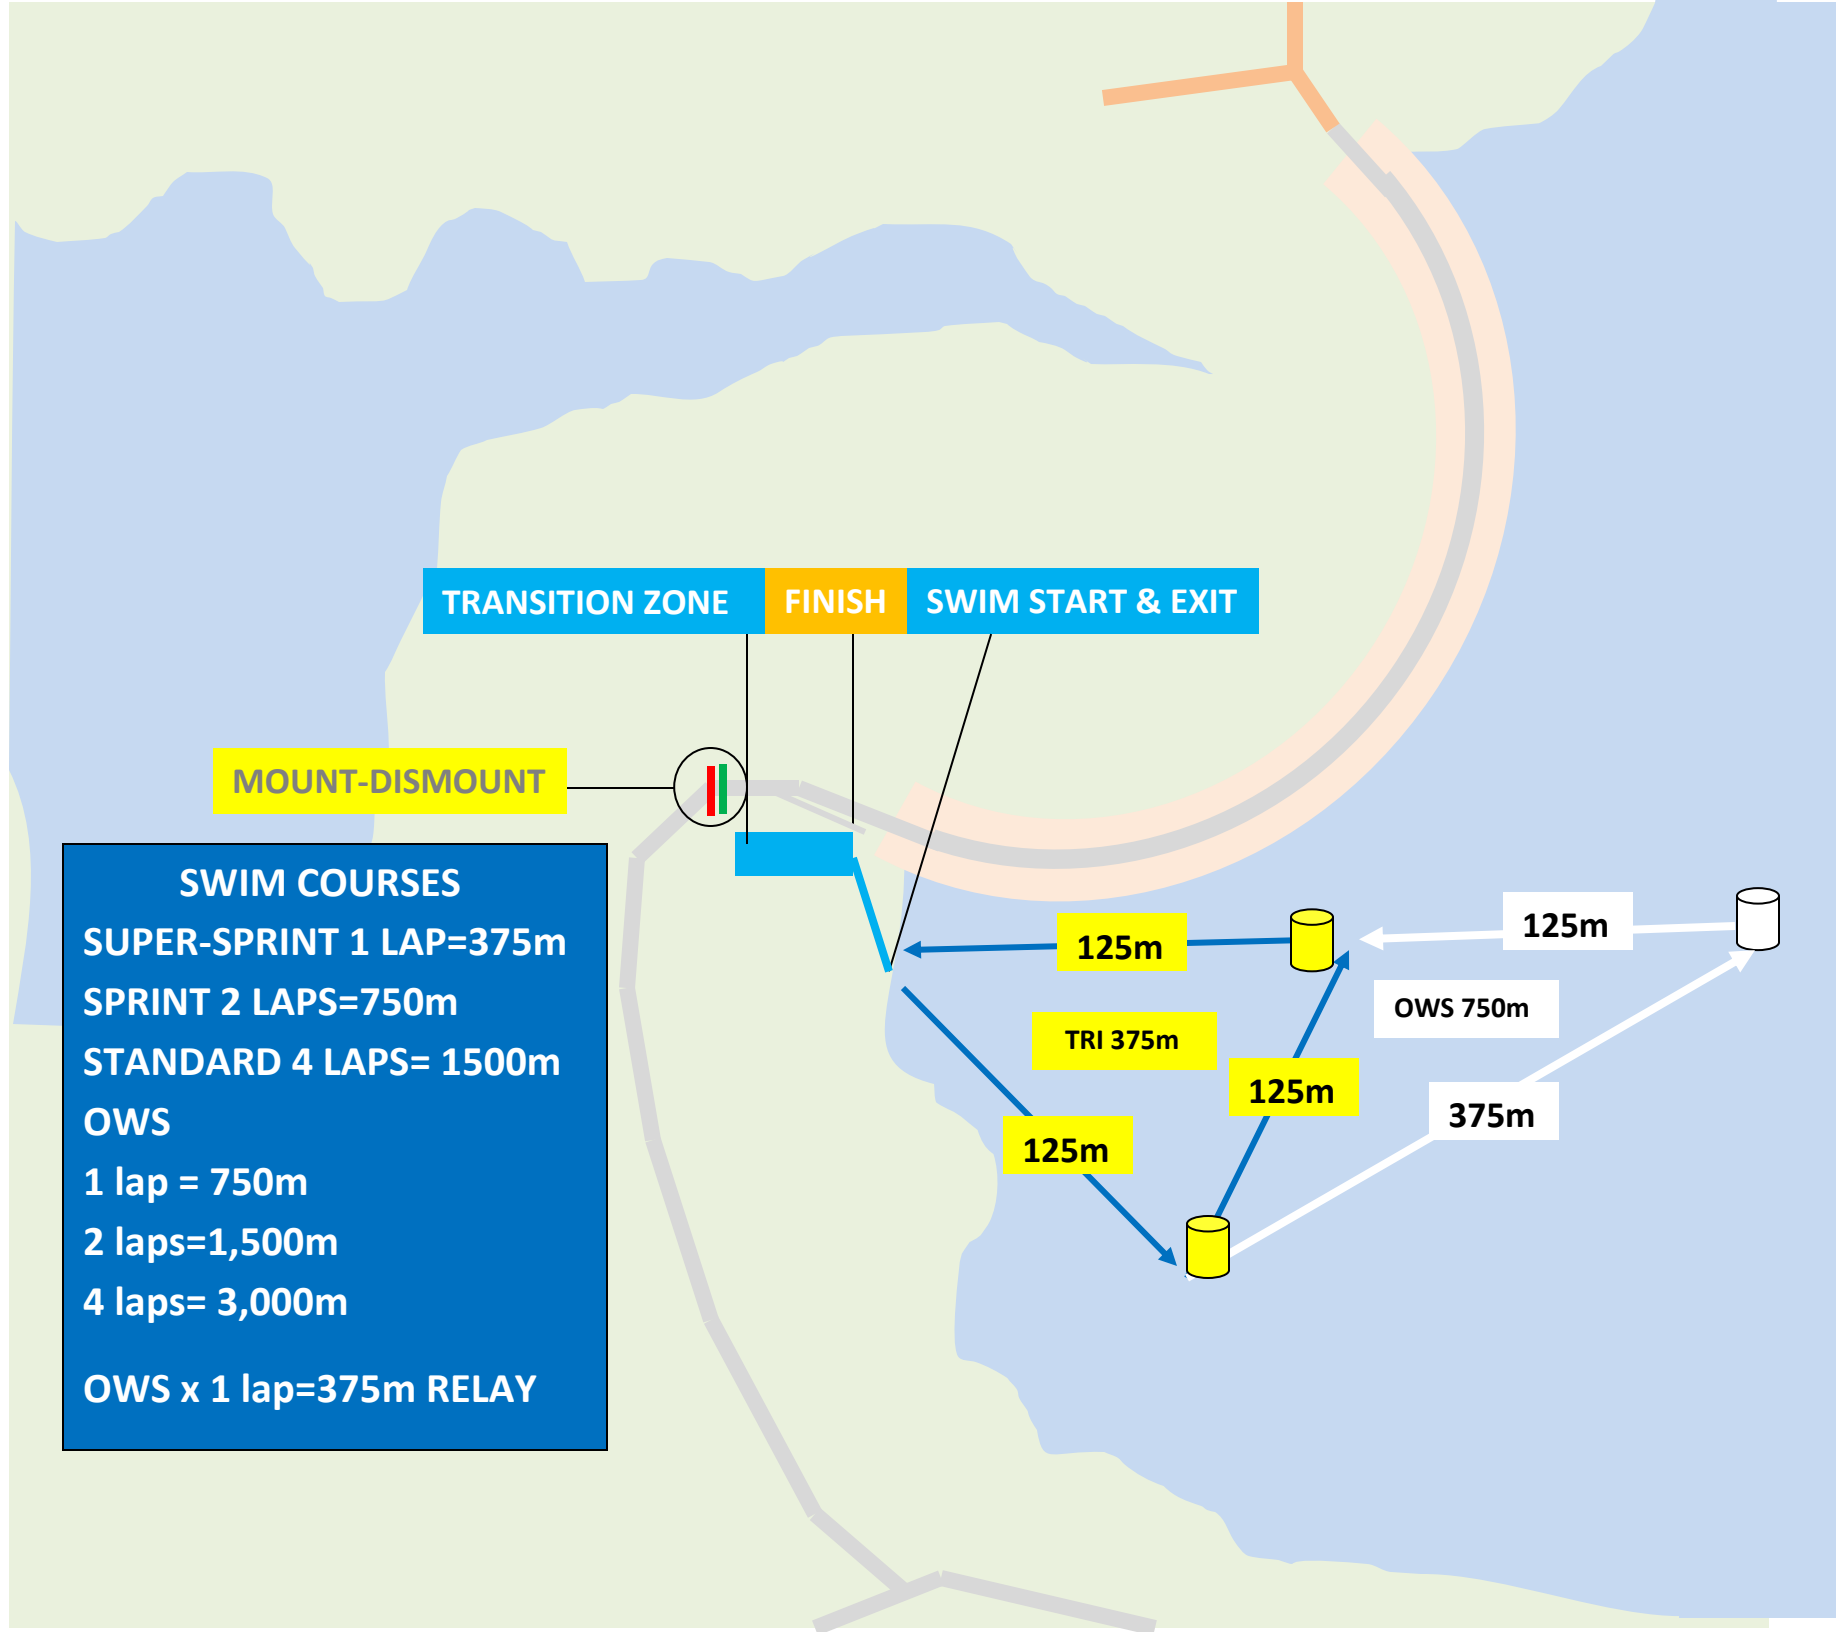 TRANSITION ZONE
FINISH
SWIM START & EXIT
MOUNT-DISMOUNT
SWIM COURSES
SUPER-SPRINT 1 LAP=375m
SPRINT 2 LAPS=750m
STANDARD 4 LAPS= 1500m
OWS
1 lap = 750m
2 laps=1,500m
4 laps= 3,000m
OWS x 1 lap=375m RELAY
125m
125m
OWS 750m
TRI 375m
125m
375m
125m